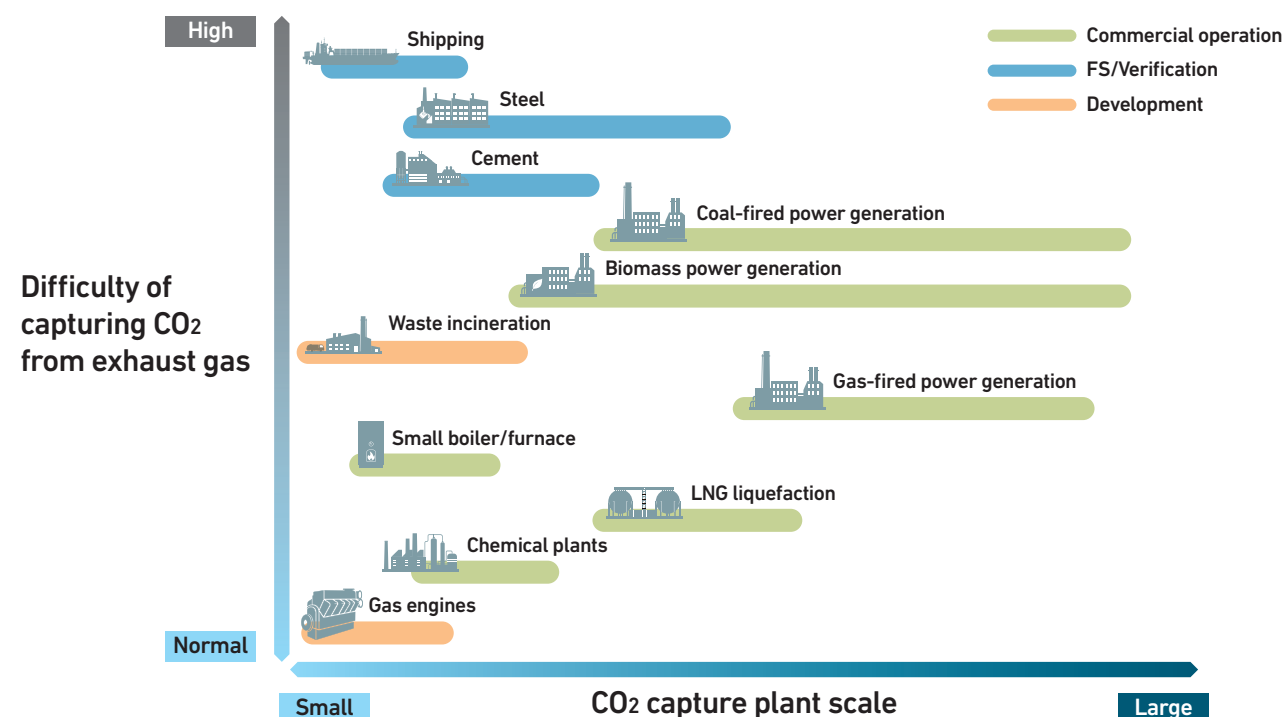 High
Shipping
Commercial operation
FS/Verification
Development
Steel
Cement
Coal-fired power generation
Biomass power generation
Difficulty of
capturing CO2
from exhaust gas
Waste incineration
Gas-fired power generation
Small boiler/furnace
LNG liquefaction
Chemical plants
Gas engines
Normal
Small
CO2 capture plant scale
Large